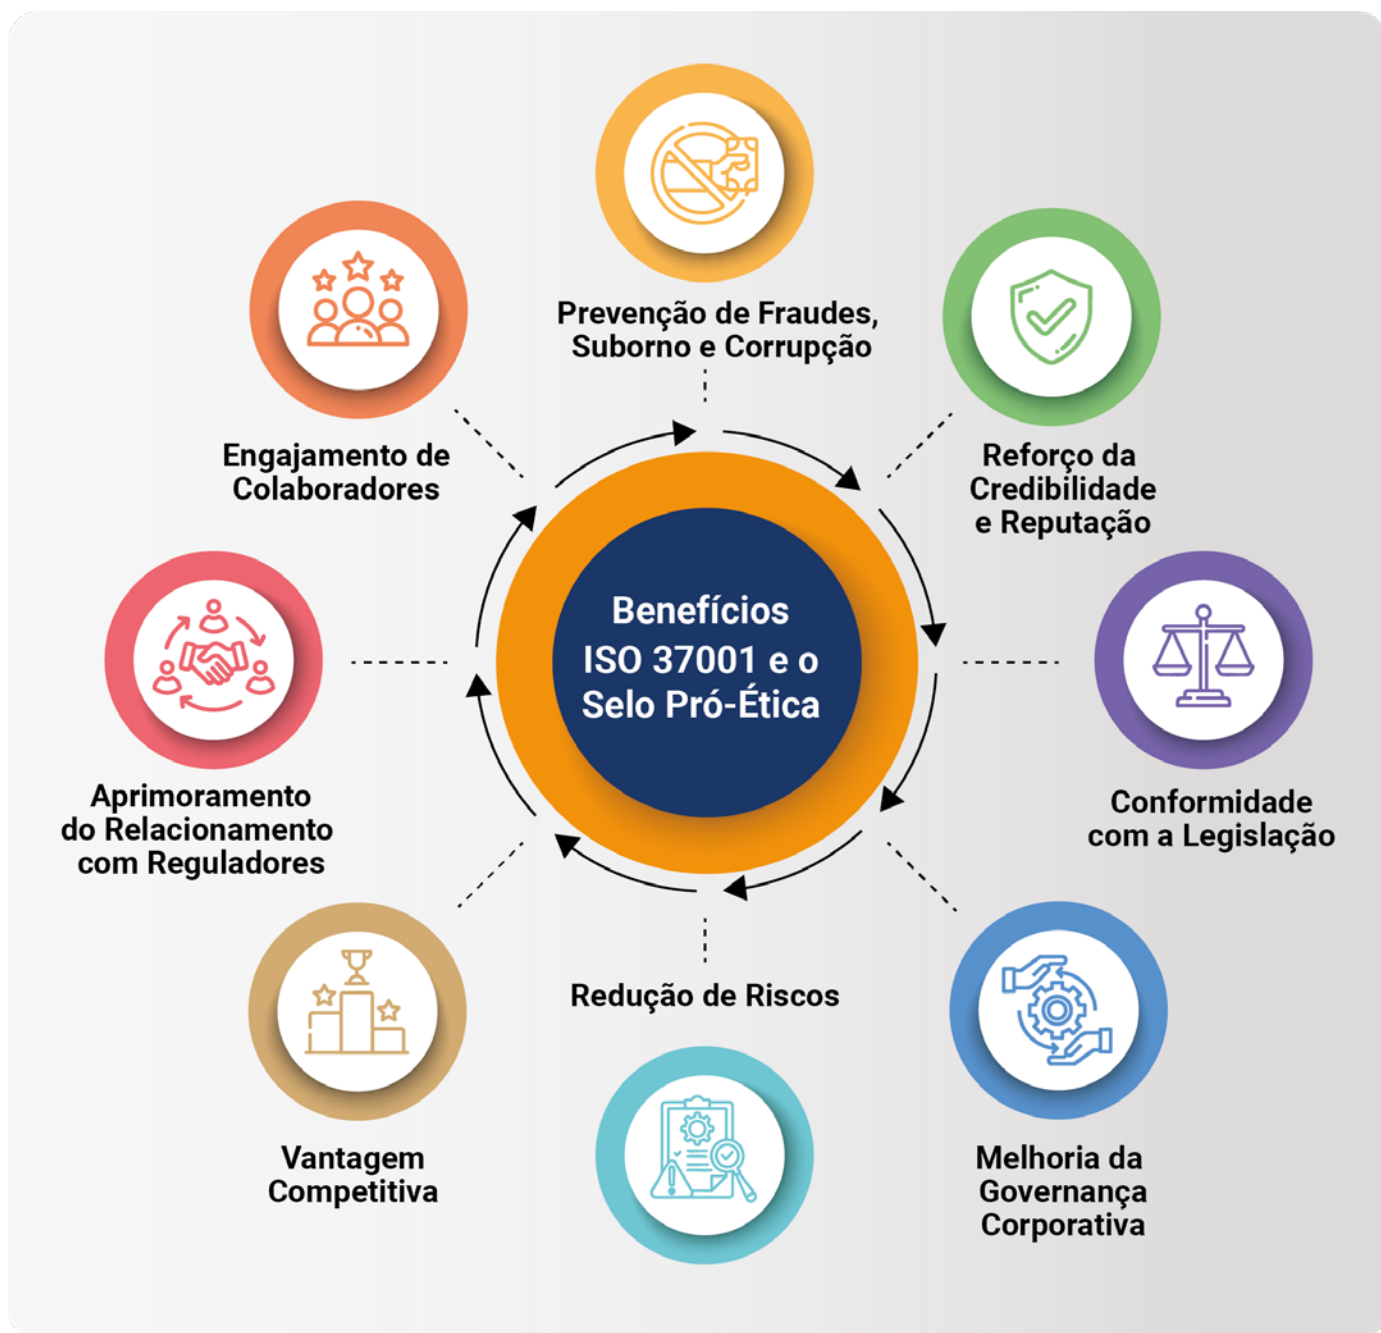 Prevenção de Fraudes,
Suborno e Corrupção
Engajamento de
Colaboradores
Reforço da
Credibilidade
e Reputação
Benefícios
ISO 37001 e o
Selo Pró-Ética
Aprimoramento
do Relacionamento
com Reguladores
Conformidade
com a Legislação
Redução de Riscos
Vantagem
Competitiva
Melhoria da
Governança
Corporativa